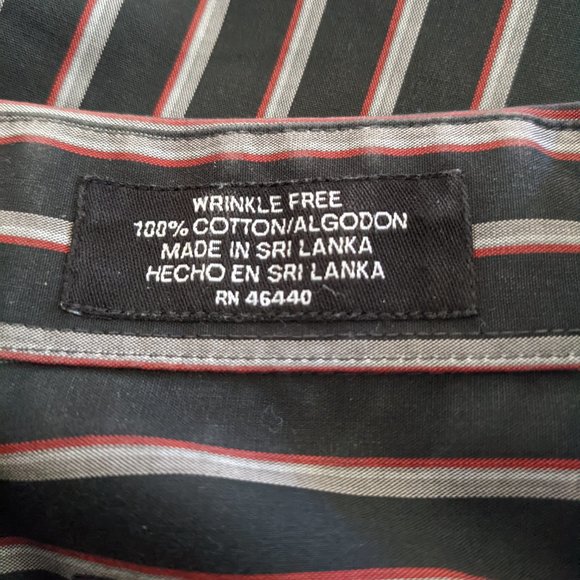 WRINKLE FREE
100% COTTON/ALGODON
MADE IN SRI LANKA
HECHO EN SRI LANKA
RN 46440